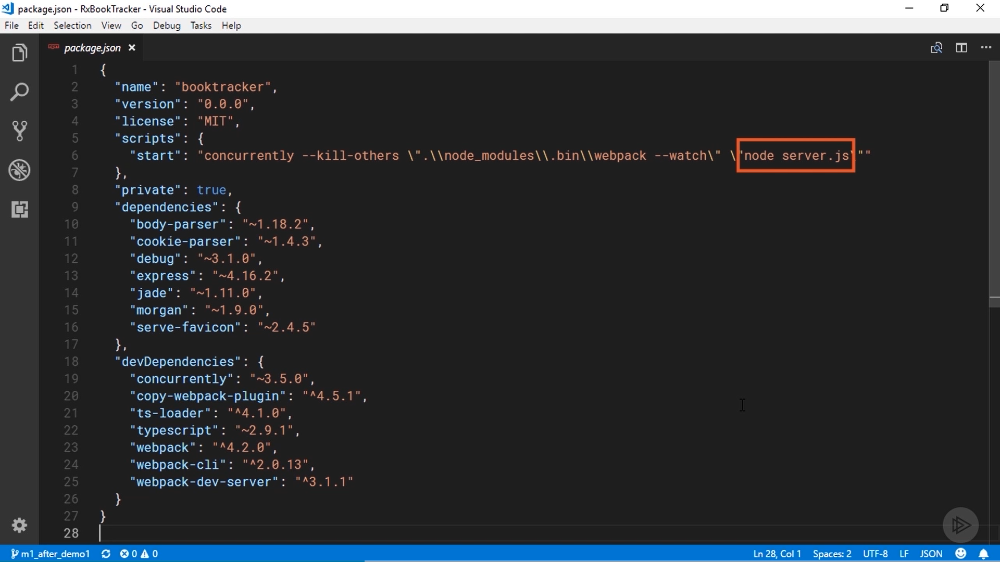 package.json - RxBookTracker - Visual Studio Code
File Edit Selection View Go Debug Tasks Help
npm package.json
1 {
2 "name": "booktracker",
3 "version": "0.0.0",
4 "license": "MIT",
5 "scripts": {
6 "start": "concurrently --kill-others \".\\node_modules\\.bin\\webpack --watch\" \"node server.js\""
7 },
8 "private": true,
9 "dependencies": {
10 "body-parser": "~1.18.2",
11 "cookie-parser": "~1.4.3",
12 "debug": "~3.1.0",
13 "express": "~4.16.2",
14 "jade": "~1.11.0",
15 "morgan": "~1.9.0",
16 "serve-favicon": "~2.4.5"
17 },
18 "devDependencies": {
19 "concurrently": "~3.5.0",
20 "copy-webpack-plugin": "^4.5.1",
21 "ts-loader": "^4.1.0",
22 "typescript": "~2.9.1",
23 "webpack": "^4.2.0",
24 "webpack-cli": "^2.0.13",
25 "webpack-dev-server": "^3.1.1"
26 }
27 }
28
m1_after_demo1 0 0 Ln 28, Col 1 Spaces: 2 UTF-8 LF JSON